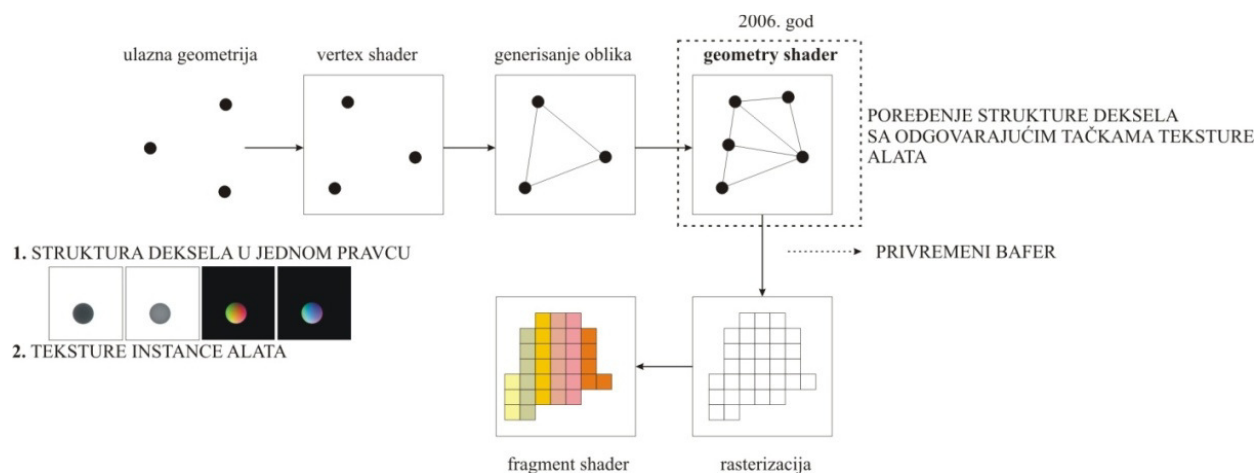 2006. god
ulazna geometrija
vertex shader
generisanje oblika
geometry shader
POREĐENJE STRUKTURE DEKSELA
SA ODGOVARAJUĆIM TAČKAMA TEKSTURE
ALATA
1. STRUKTURA DEKSELA U JEDNOM PRAVCU
PRIVREMENI BAFER
2. TEKSTURE INSTANCE ALATA
fragment shader
rasterizacija